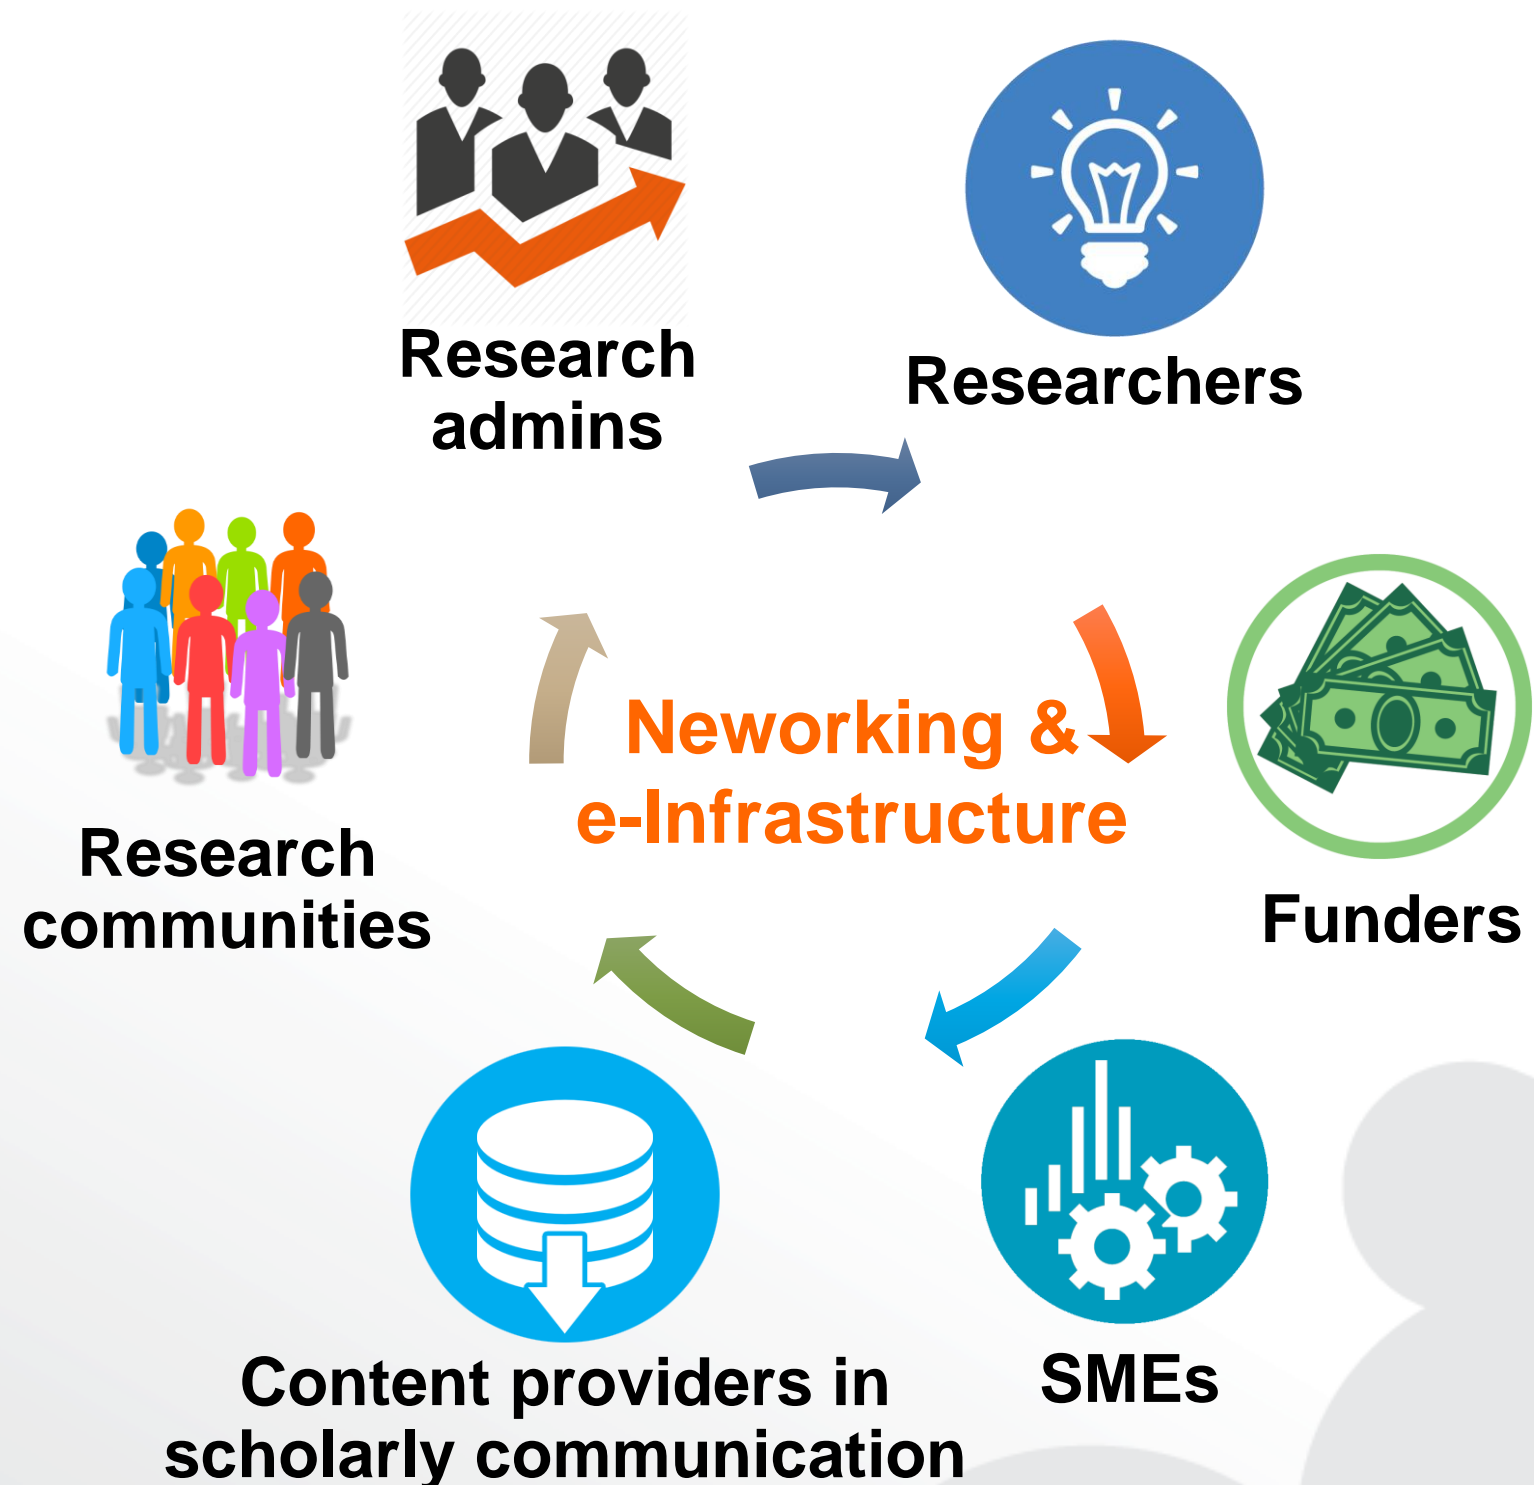 Research
admins
Researchers
Neworking &
e-Infrastructure
Research
communities
Funders
Content providers in
scholarly communication
SMEs